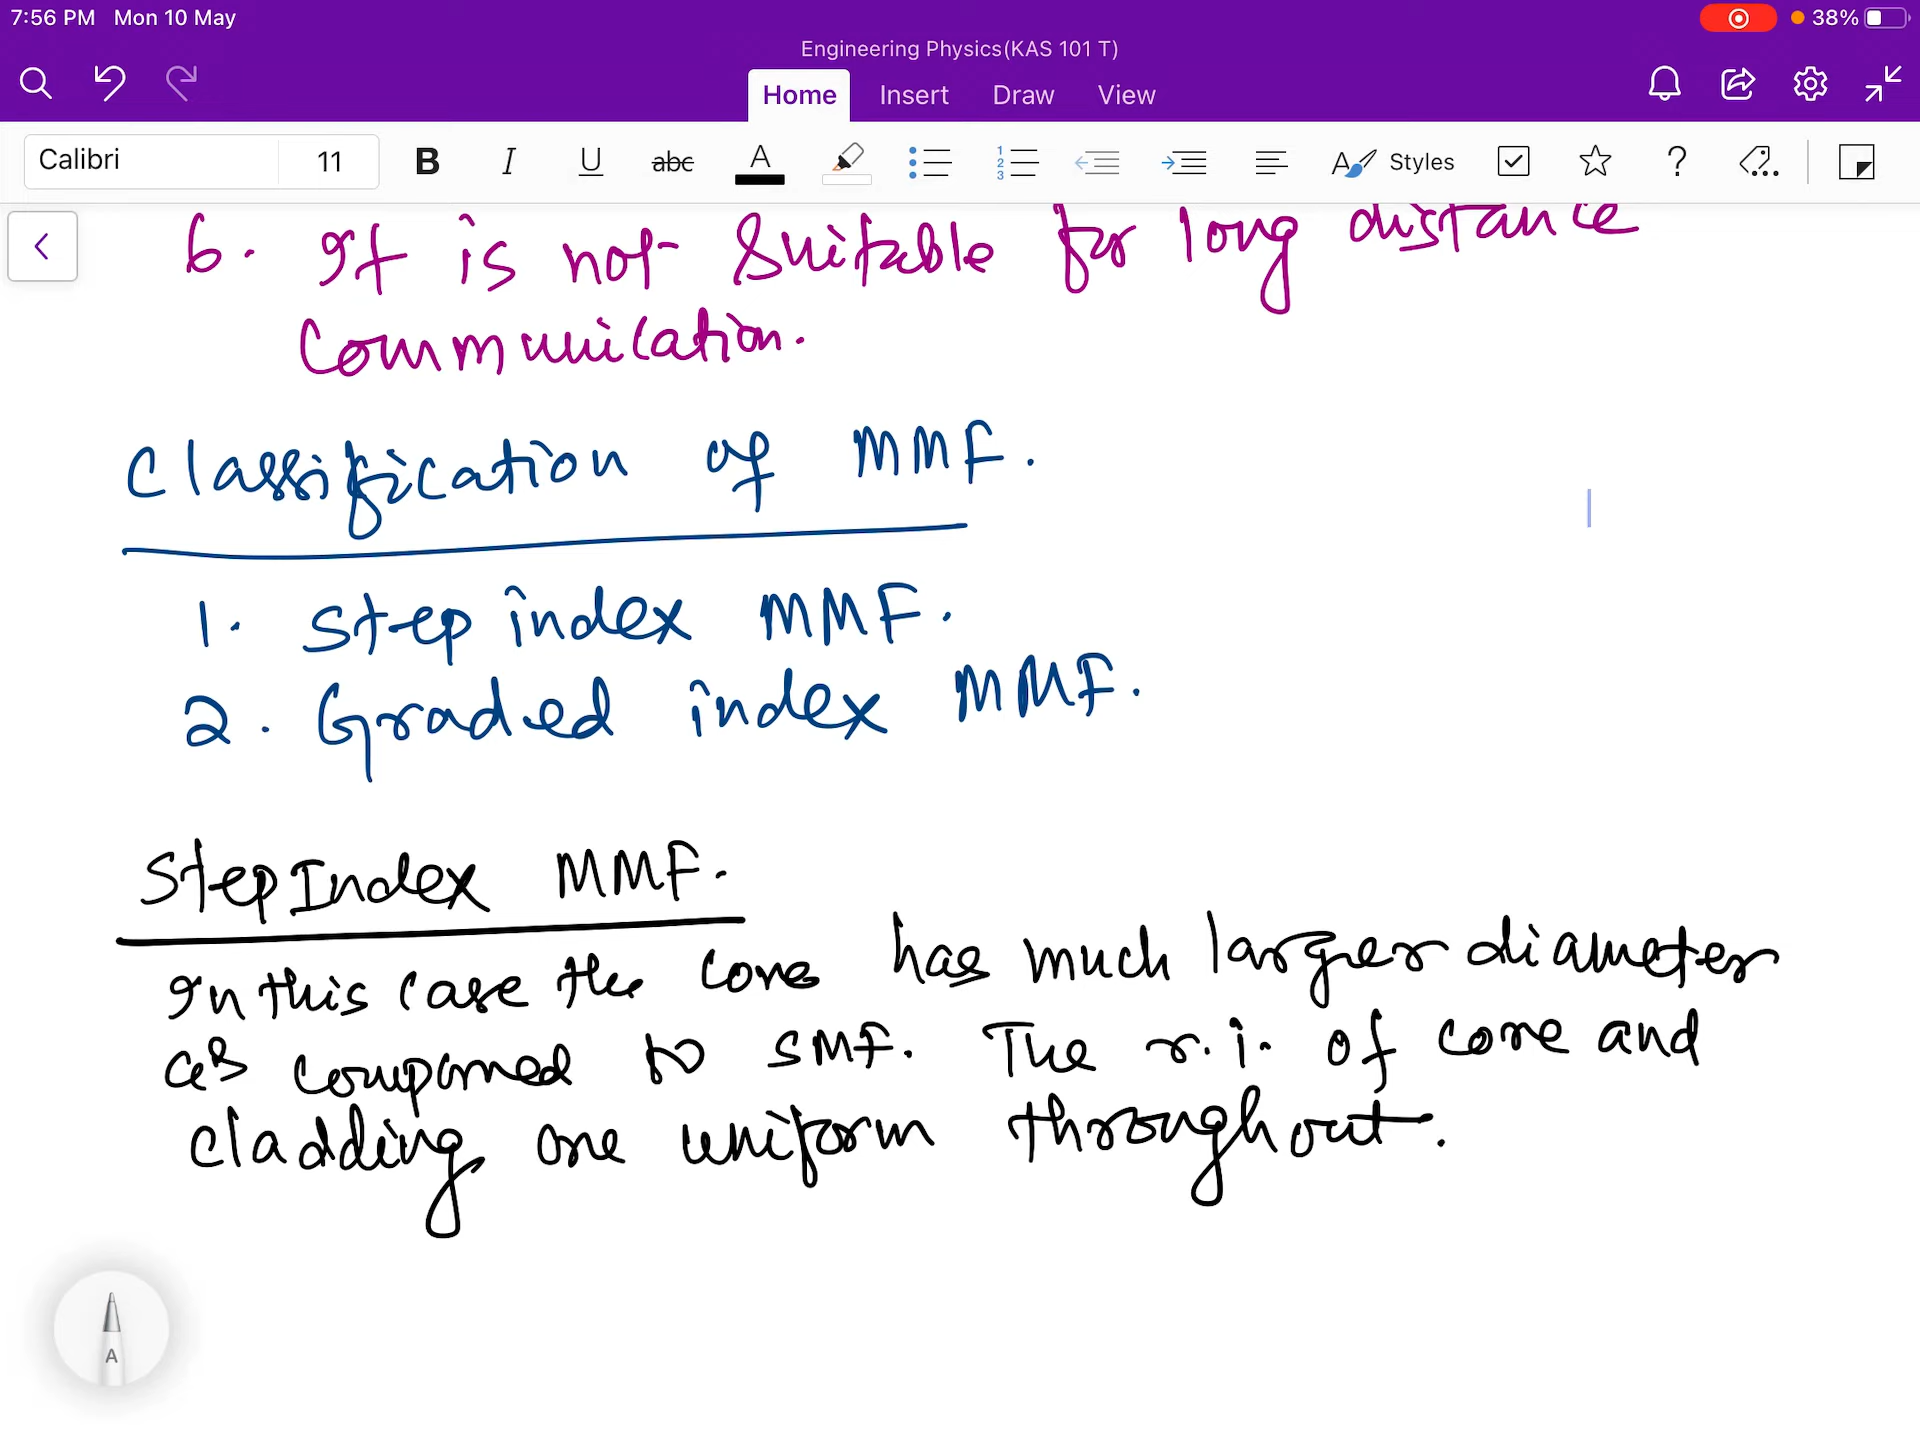 7:56 PM Mon 10 May
38%
Engineering Physics(KAS 101 T)
Home Insert Draw View
Calibri 11 B I U abc A Styles
6. It is not suitable for long distance
communication.
Classification of MMF.
1. Step index MMF.
2. Graded index MMF.
Step Index MMF.
In this case the core has much larger diameter
as compared to SMF. The r.i. of core and
cladding are uniform throughout.
A